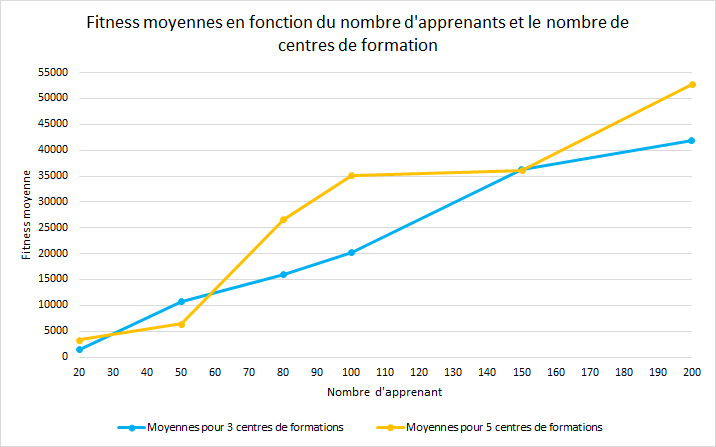 Fitness moyennes en fonction du nombre d'apprenants et le nombre de
centres de formation
55000
50000
45000
40000
35000
30000
25000
20000
15000
10000
5000
0
Fitness moyenne
20 30 40 50 60 70 80 90 100 110 120 130 140 150 160 170 180 190 200
Nombre d'apprenant
Moyennes pour 3 centres de formations Moyennes pour 5 centres de formations